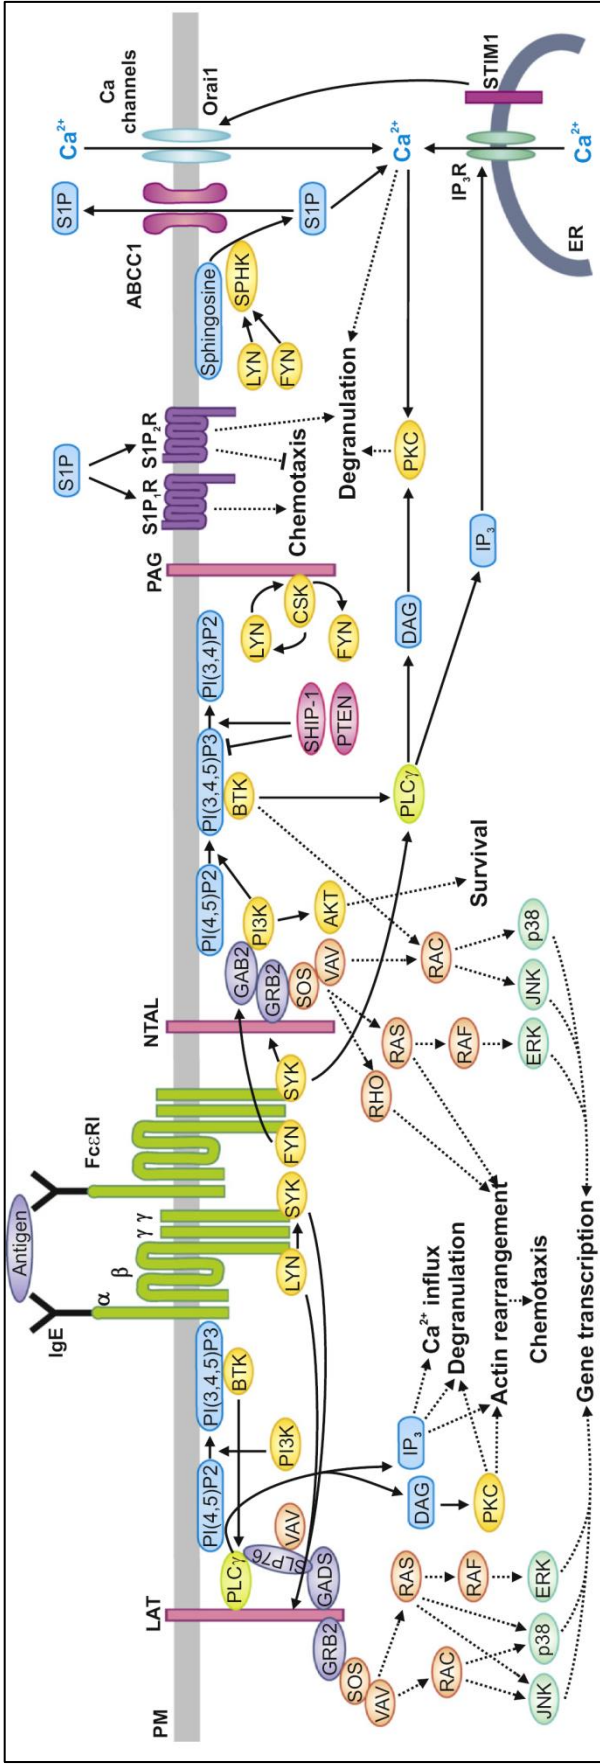 Antigen
IgE
FcεRI
α
β
γ γ
PM
LAT
NTAL
PAG
S1P
S1P₁R
S1P₂R
ABCC1
S1P
Ca²⁺
Ca
channels
Orai1
PI(4,5)P2
PI(3,4,5)P3
BTK
PLCγ
PI3K
SLP76
VAV
GADS
GRB2
SOS
VAV
LYN
SYK
FYN
SYK
GAB2
GRB2
SOS
VAV
PI(4,5)P2
PI(3,4,5)P3
PI(3,4)P2
PI3K
BTK
AKT
SHIP-1
PTEN
LYN
CSK
FYN
Chemotaxis
Degranulation
Sphingosine
SPHK
LYN
FYN
S1P
Ca²⁺
RAS
RAC
RAF
JNK
p38
ERK
IP₃
DAG
PKC
Ca²⁺ influx
Degranulation
Actin rearrangement
Chemotaxis
Gene transcription
RHO
RAS
RAF
ERK
RAC
JNK
p38
Survival
PLCγ
DAG
PKC
IP₃
IP₃R
STIM1
ER
Ca²⁺